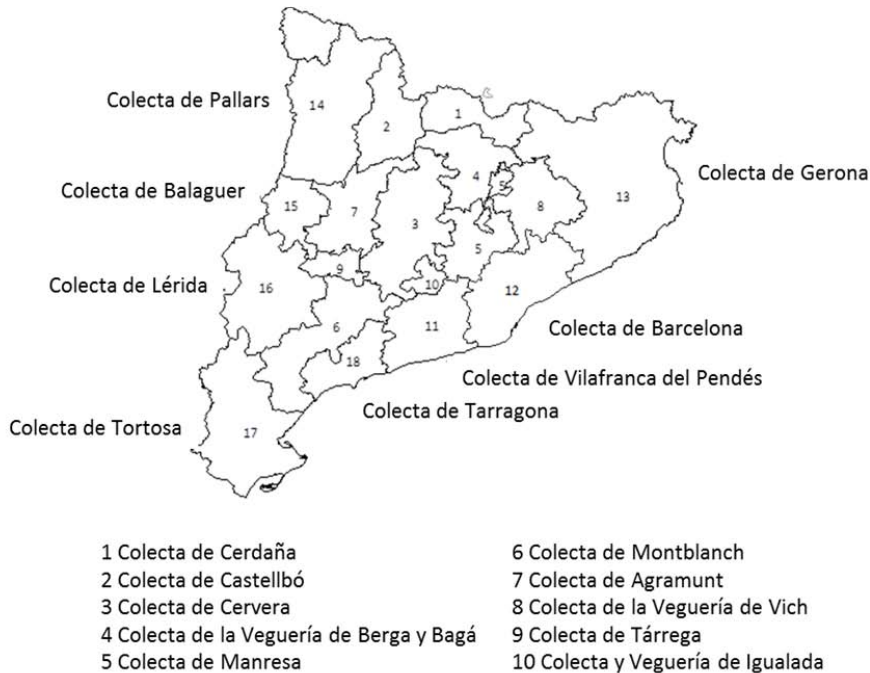 Colecta de Pallars
14
1
2
Colecta de Balaguer
4
5
Colecta de Gerona
15
7
3
8
13
5
9
Colecta de Lérida
16
10
12
6
11
Colecta de Barcelona
18
Colecta de Vilafranca del Pendés
Colecta de Tarragona
Colecta de Tortosa
17
1 Colecta de Cerdaña
2 Colecta de Castellbó
3 Colecta de Cervera
4 Colecta de la Veguería de Berga y Bagá
5 Colecta de Manresa
6 Colecta de Montblanch
7 Colecta de Agramunt
8 Colecta de la Veguería de Vich
9 Colecta de Tárrega
10 Colecta y Veguería de Igualada